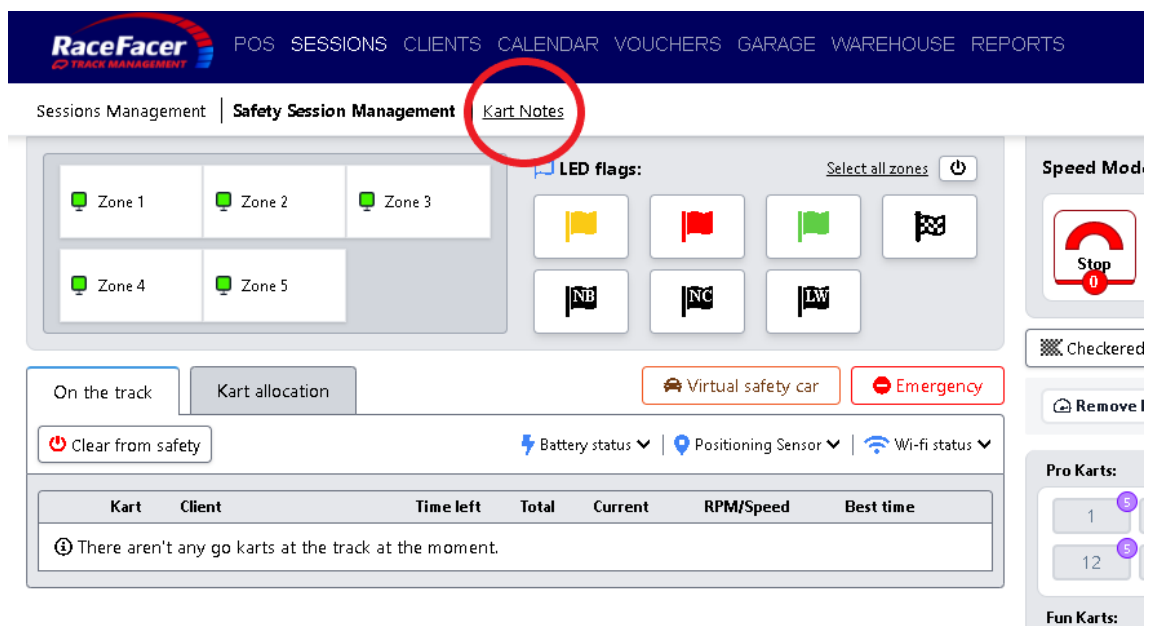 RaceFacer
TRACK MANAGEMENT
POS SESSIONS CLIENTS CALENDAR VOUCHERS GARAGE WAREHOUSE REPORTS
Sessions Management | Safety Session Management | Kart Notes
Zone 1
Zone 2
Zone 3
Zone 4
Zone 5
LED flags:
Select all zones
NB
NC
LW
Speed Mod
Stop
0
Checkered
Remove
On the track
Kart allocation
Virtual safety car
Emergency
Clear from safety
Battery status | Positioning Sensor | Wi-fi status
Kart Client Time left Total Current RPM/Speed Best time
There aren't any go karts at the track at the moment.
Pro Karts:
1
5
12
5
Fun Karts: